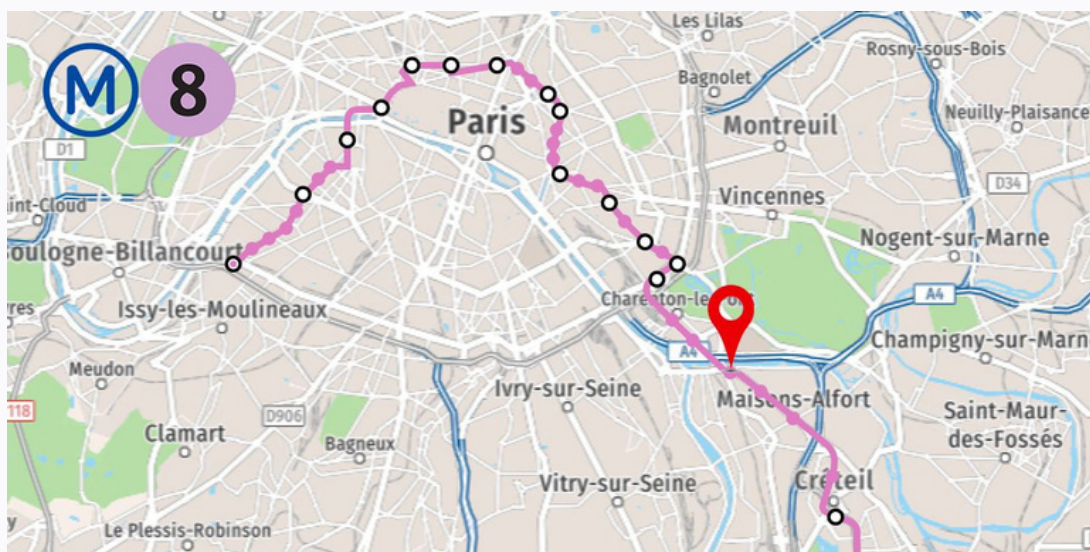 M 8
Les Lilas
Rosny-sous-Bois
Bagnolet
Neuilly-Plaisance
Paris
Montreuil
D1
D34
int-Cloud
Vincennes
oulogne-Billancourt
Nogent-sur-Marne
A4
Issy-les-Moulineaux
Champigny-sur-Marn
A4
Meudon
Ivry-sur-Seine
Maisons-Alfort
118
D906
Saint-Maur-
des-Fossés
Clamart
Bagneux
Vitry-sur-Seine
Créteil
Le Plessis-Robinson